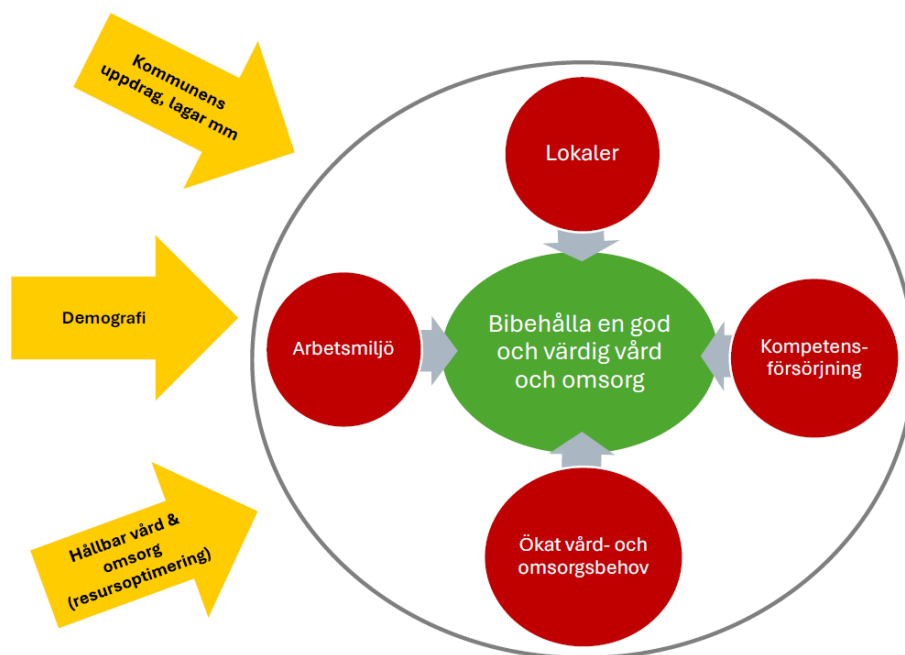 Kommunens
uppdrag, lagar mm
Lokaler
Demografi
Arbetsmiljö
Bibehålla en god
och värdig vård
och omsorg
Kompetens-
försörjning
Hållbar vård &
omsorg
(resursoptimering)
Ökat vård- och
omsorgsbehov